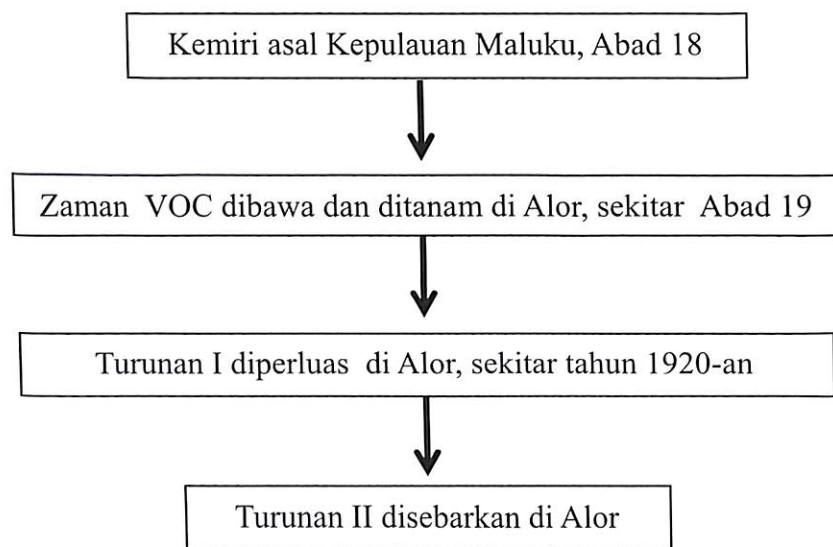 Kemiri asal Kepulauan Maluku, Abad 18
Zaman VOC dibawa dan ditanam di Alor, sekitar Abad 19
Turunan I diperluas di Alor, sekitar tahun 1920-an
Turunan II disebarkan di Alor